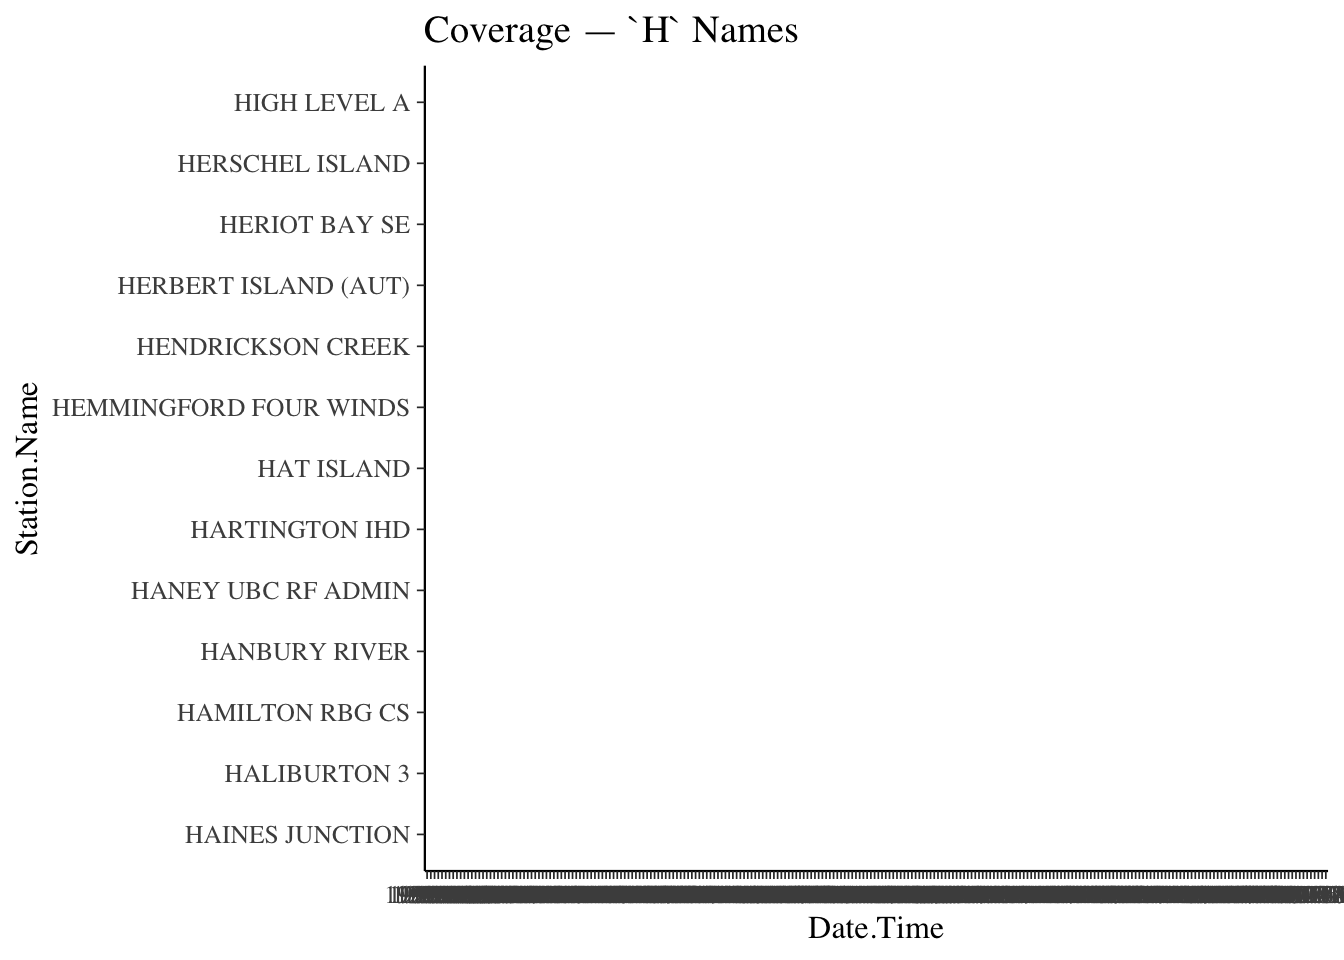 Coverage — `H` Names
HIGH LEVEL A
HERSCHEL ISLAND
HERIOT BAY SE
HERBERT ISLAND (AUT)
HENDRICKSON CREEK
HEMMINGFORD FOUR WINDS
HAT ISLAND
HARTINGTON IHD
HANEY UBC RF ADMIN
HANBURY RIVER
HAMILTON RBG CS
HALIBURTON 3
HAINES JUNCTION
Station.Name
Date.Time